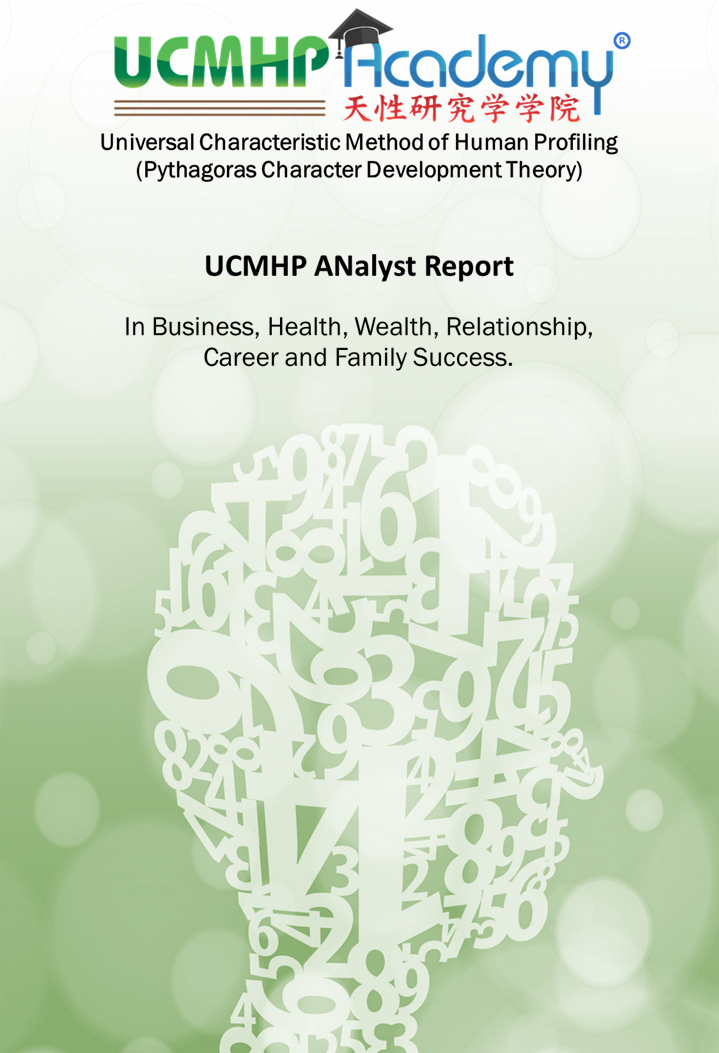 UCMHP Academy®
天性研究学学院
Universal Characteristic Method of Human Profiling
(Pythagoras Character Development Theory)
UCMHP ANalyst Report
In Business, Health, Wealth, Relationship,
Career and Family Success.